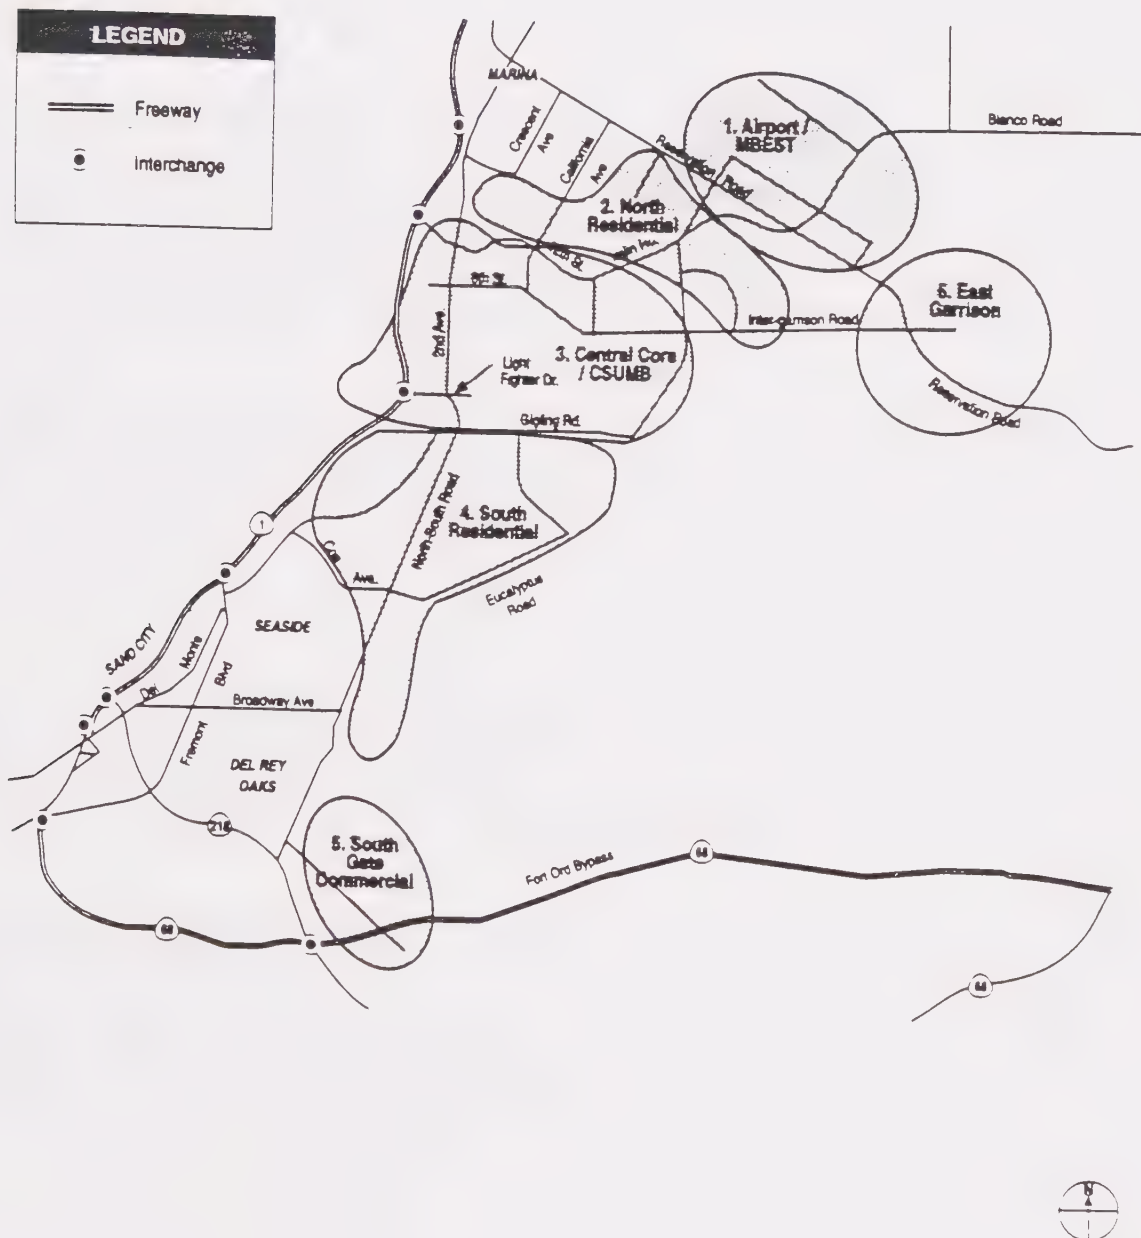 LEGEND
Freeway
Interchange
MARINA
Crescent
Ave
California
Ave
Reservation Road
1. Airport /
MBEST
Blanco Road
2. North
Residential
8th St.
2nd Ave.
Light
Fighter Dr.
3. Central Core
/ CSUMB
Inter-garrison Road
East
Garrison
Reservation Road
Gigling Rd.
4. South
Residential
North-South Road
Coe
Ave.
Eucalyptus
Road
1
SEASIDE
SAND CITY
Del Monte
Blvd
Broadway Ave
Fremont
DEL REY
OAKS
218
5. South
Gate
Commercial
Fort Ord Bypass
68
68
68
N